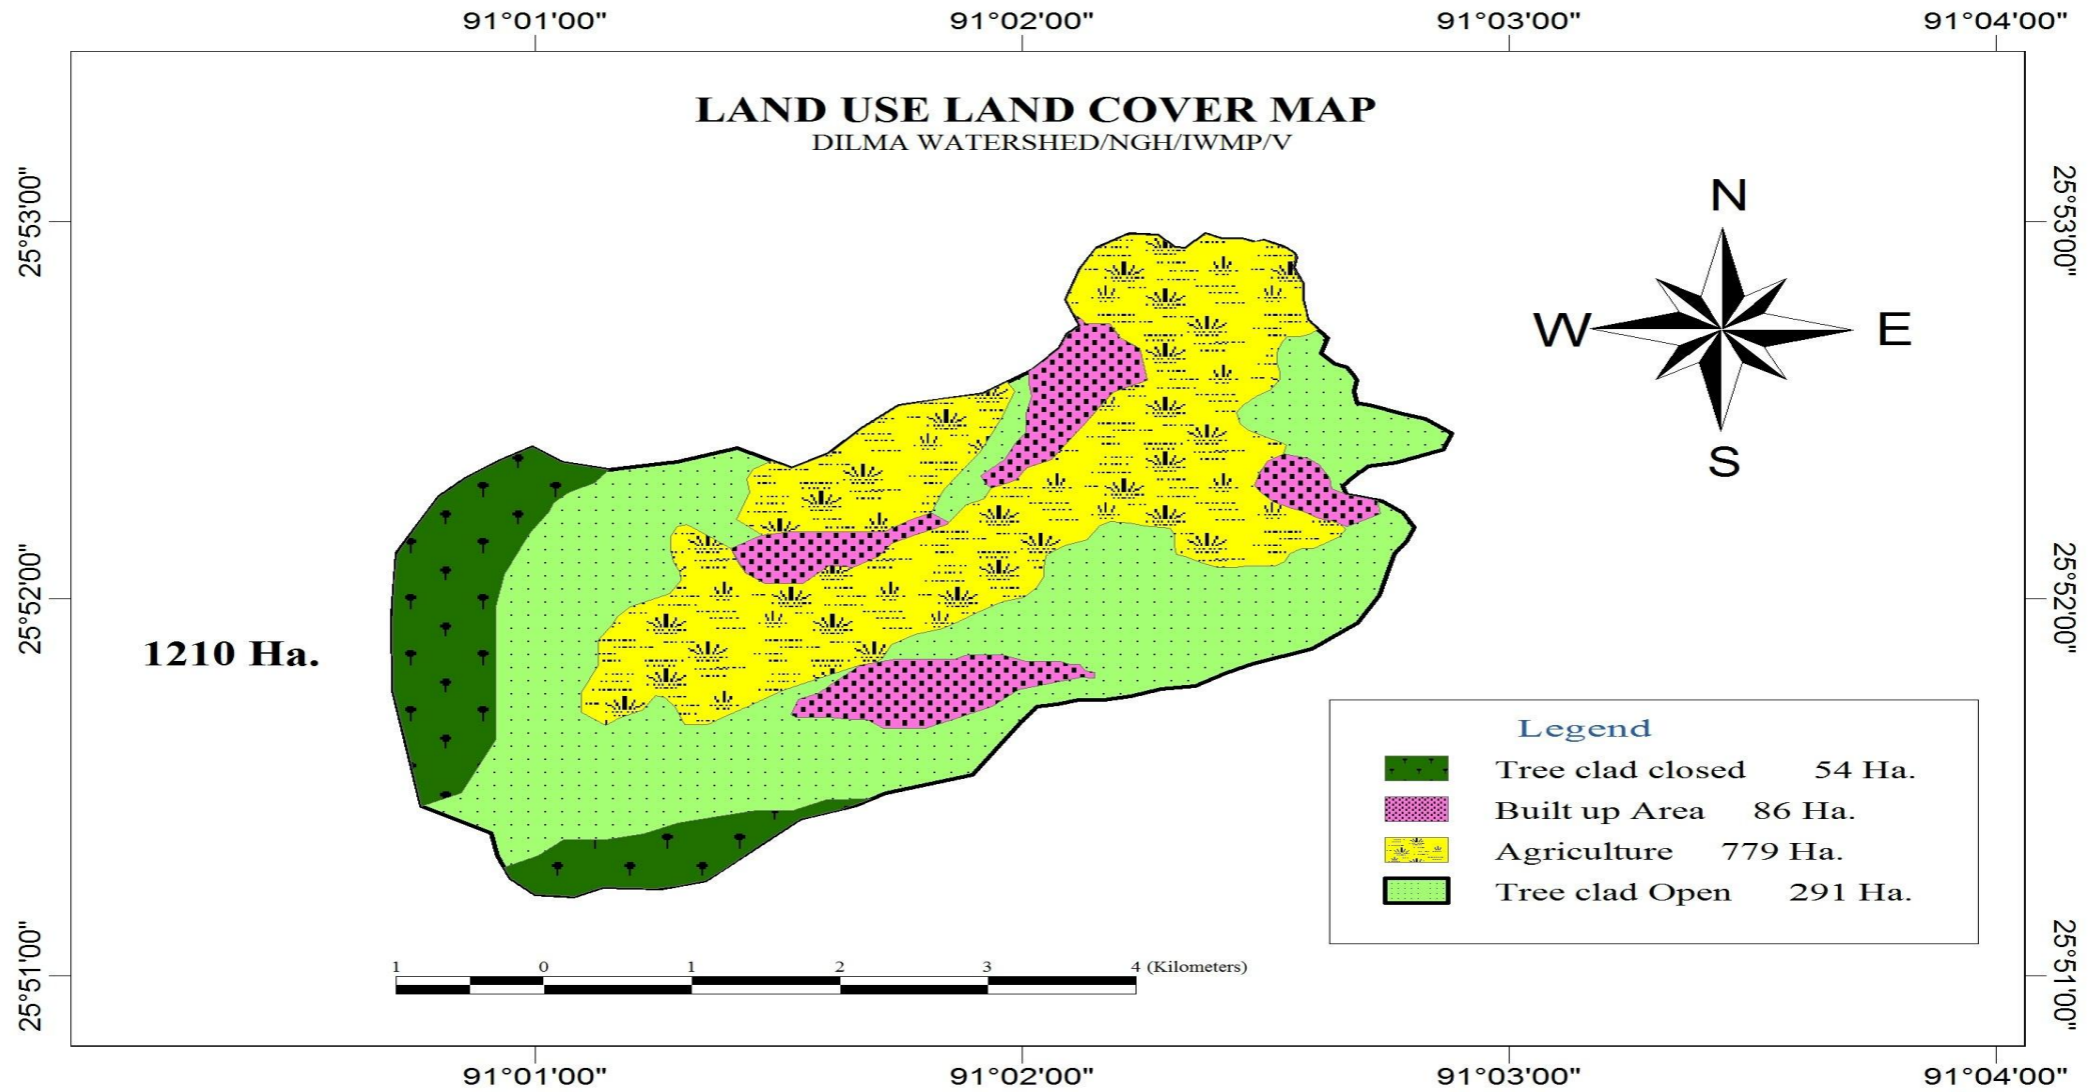 91°01'00" 91°02'00" 91°03'00" 91°04'00"
LAND USE LAND COVER MAP
DILMA WATERSHED/NGH/IWMP/V
25°53'00" 25°53'00"
N
W E
S
25°52'00" 25°52'00"
1210 Ha.
Legend
Tree clad closed 54 Ha.
Built up Area 86 Ha.
Agriculture 779 Ha.
Tree clad Open 291 Ha.
25°51'00" 25°51'00"
1 0 1 2 3 4 (Kilometers)
91°01'00" 91°02'00" 91°03'00" 91°04'00"